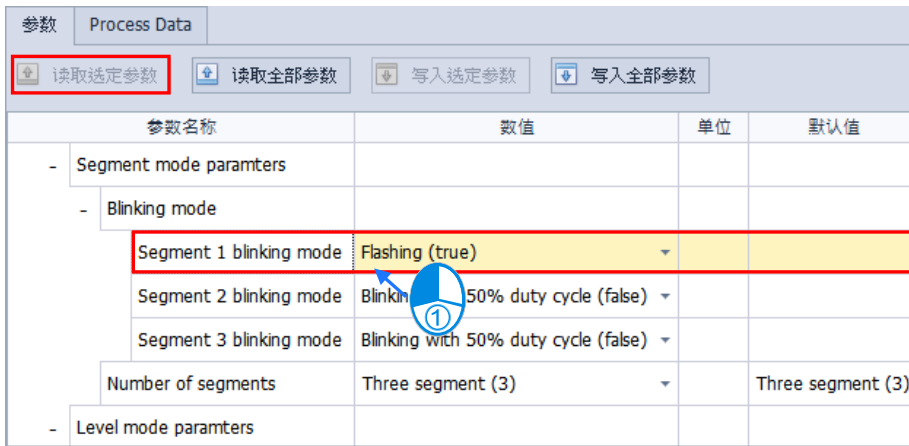 参数 Process Data
读取选定参数 读取全部参数 写入选定参数 写入全部参数
参数名称 数值 单位 默认值
- Segment mode paramters
- Blinking mode
Segment 1 blinking mode Flashing (true)
Segment 2 blinking mode Blinkin 50% duty cycle (false)
①
Segment 3 blinking mode Blinking with 50% duty cycle (false)
Number of segments Three segment (3) Three segment (3)
- Level mode paramters